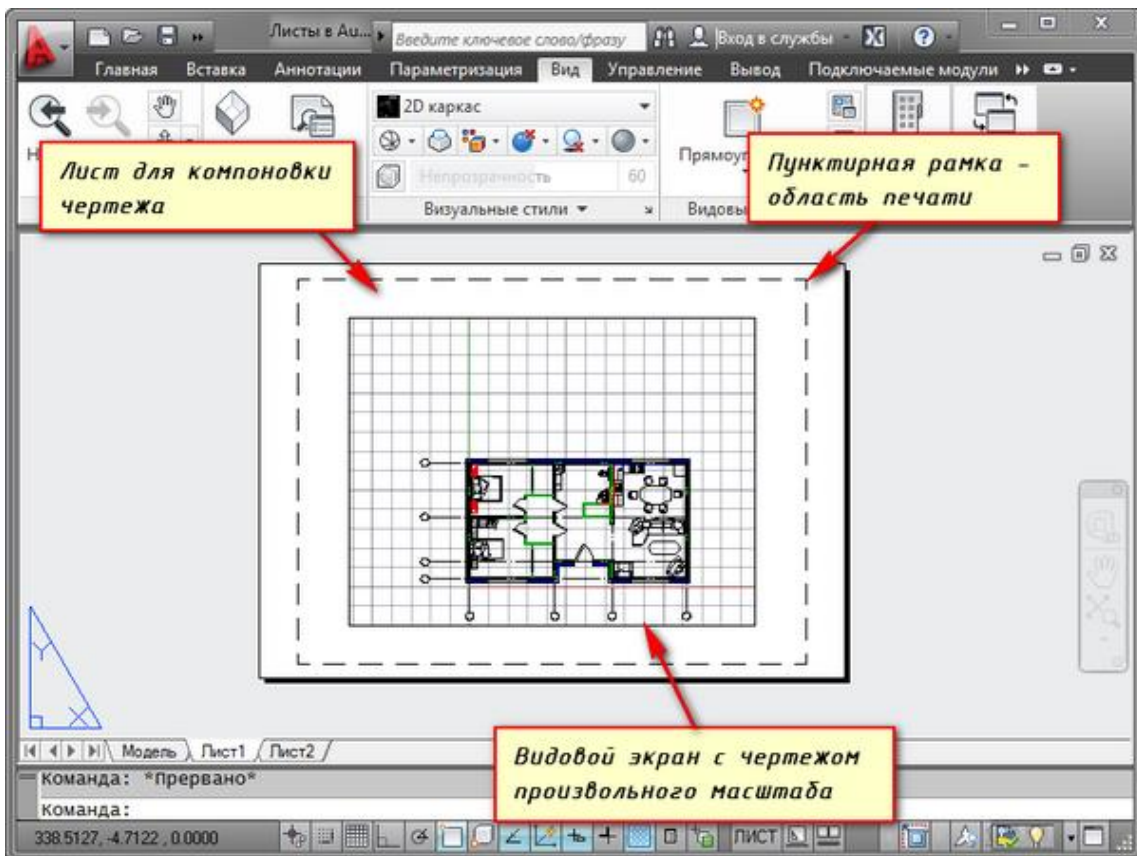 Листы в Au...
Введите ключевое слово/фразу
Вход в службы
Главная Вставка Аннотации Параметризация Вид Управление Вывод Подключаемые модули
2D каркас
Н
Прямоуг
Непрозрачность 60
Визуальные стили
Видовы
Лист для компоновки
чертежа
Пунктирная рамка –
область печати
Y
X
Видовой экран с чертежом
произвольного масштаба
Модель Лист1 Лист2
Команда: *Прервано*
Команда:
338.5127, -4.7122 , 0.0000
ЛИСТ